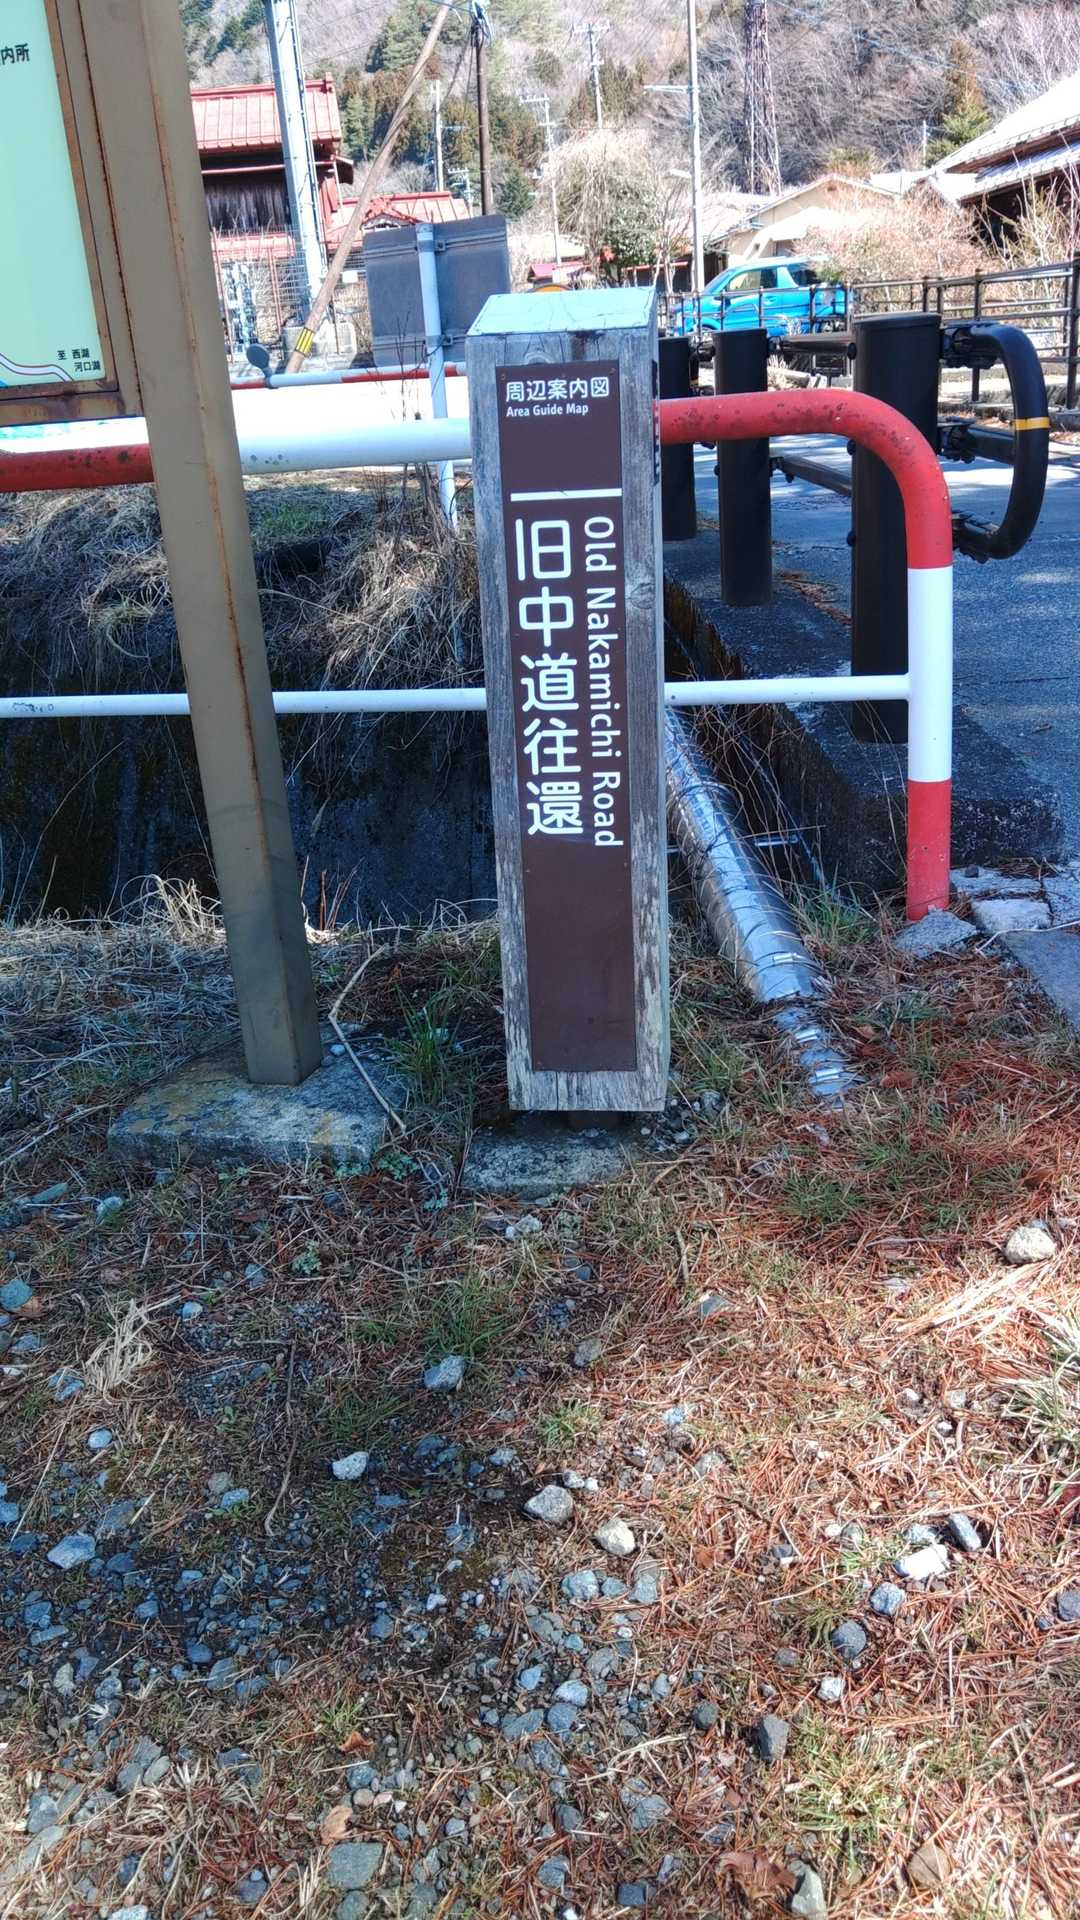 内所
至 西湖
河口湖
周辺案内図
Area Guide Map
旧中道往還
Old Nakamichi Road